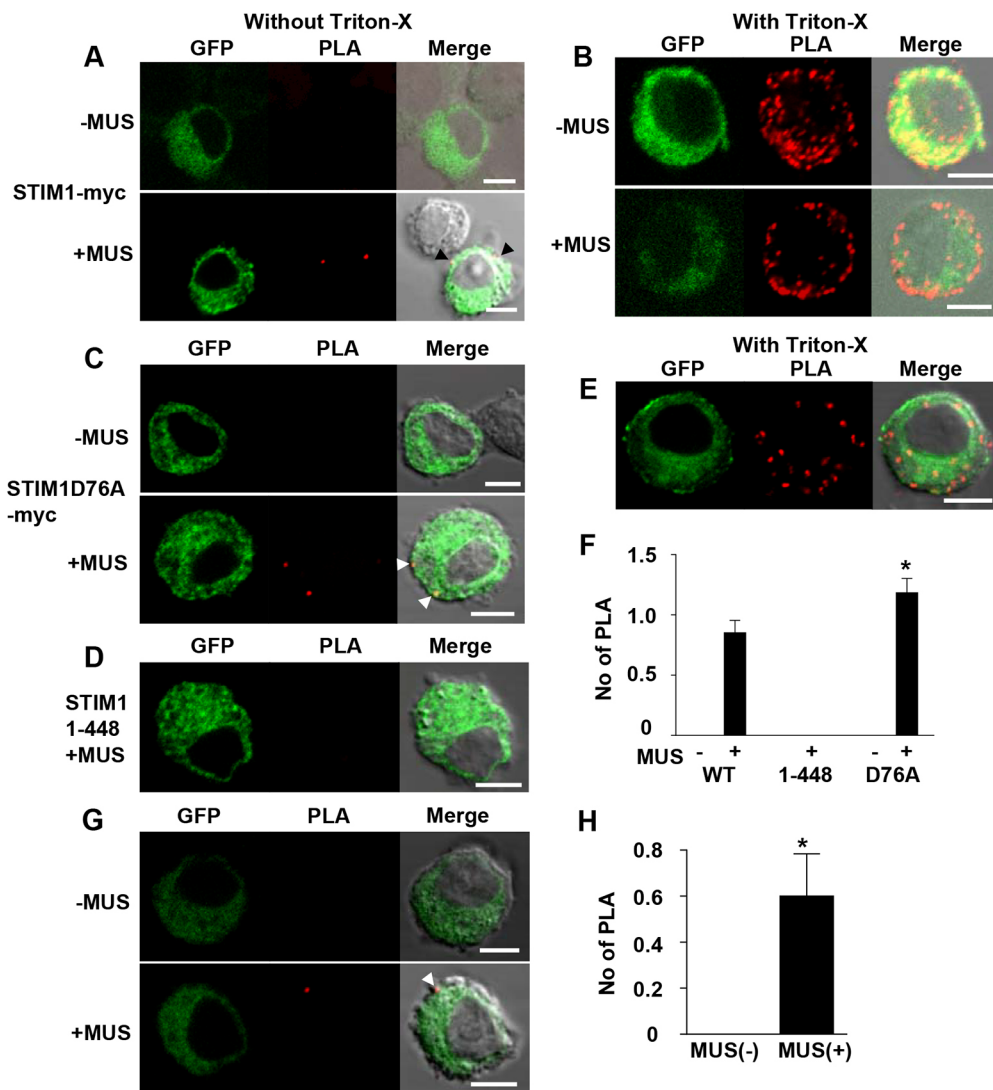 Without Triton-X
A GFP PLA Merge
-MUS
STIM1-myc
+MUS
With Triton-X
B GFP PLA Merge
-MUS
+MUS
C GFP PLA Merge
-MUS
STIM1D76A
-myc
+MUS
With Triton-X
E GFP PLA Merge
D GFP PLA Merge
STIM1
1-448
+MUS
F
No of PLA
1.5
1.0
0.5
0
*
MUS - + + - +
WT 1-448 D76A
G GFP PLA Merge
-MUS
+MUS
H
No of PLA
0.8
0.6
0.4
0.2
0
*
MUS(-) MUS(+)